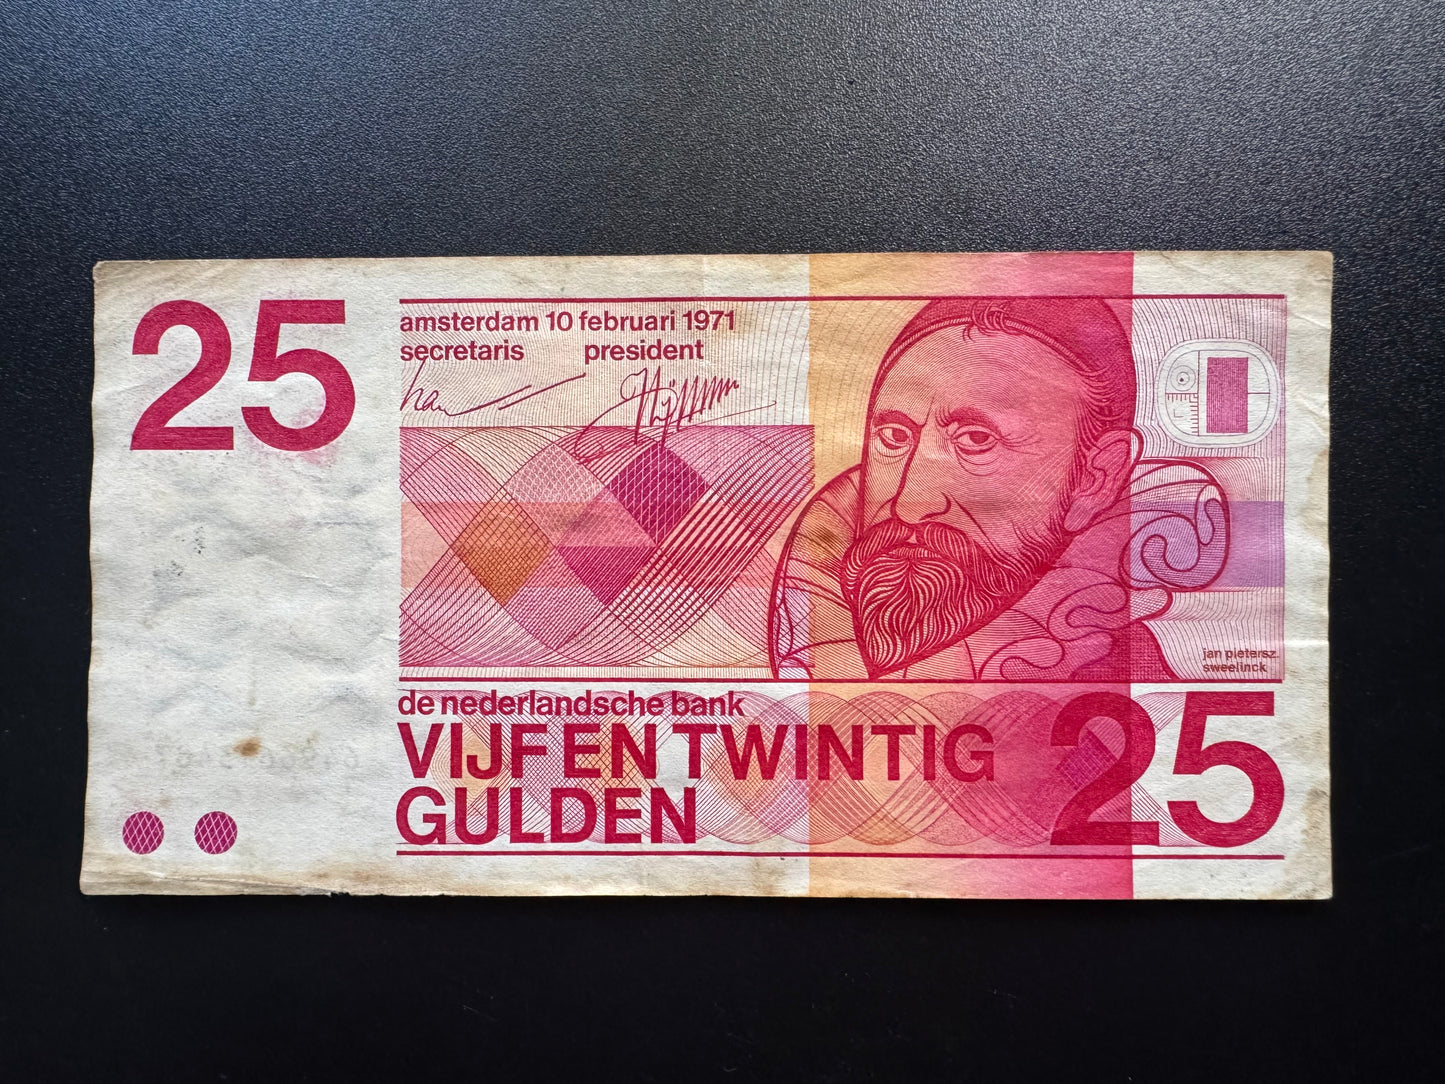 25
amsterdam 10 februari 1971
secretaris president
jan pietersz.
sweelinck
de nederlandsche bank
VIJFENTWINTIG
GULDEN
25